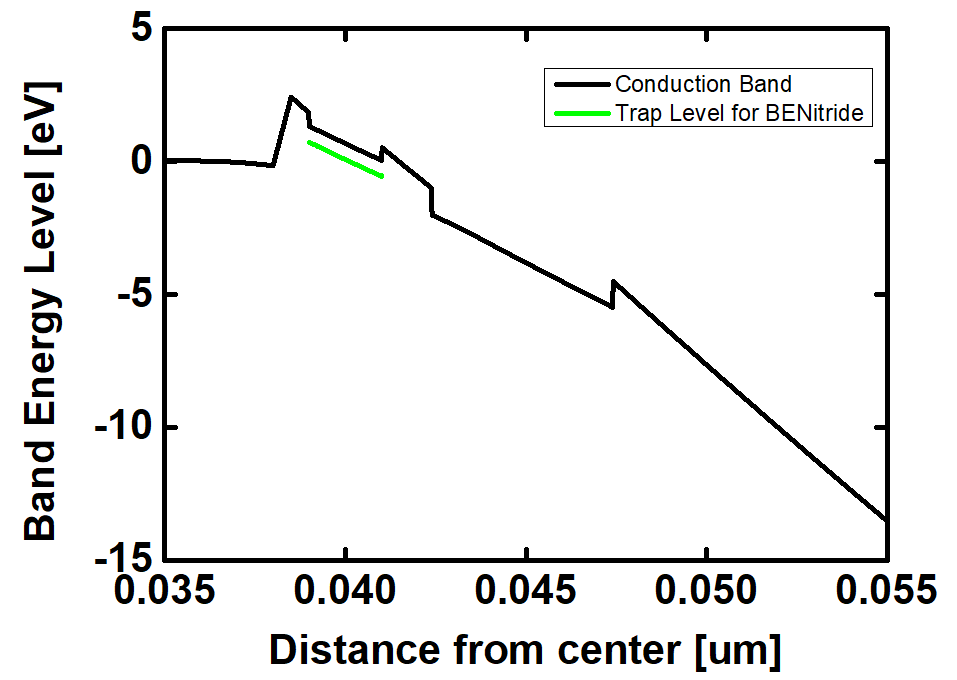 5
0
-5
-10
-15
Band Energy Level [eV]
Conduction Band
Trap Level for BENitride
0.035 0.040 0.045 0.050 0.055
Distance from center [um]